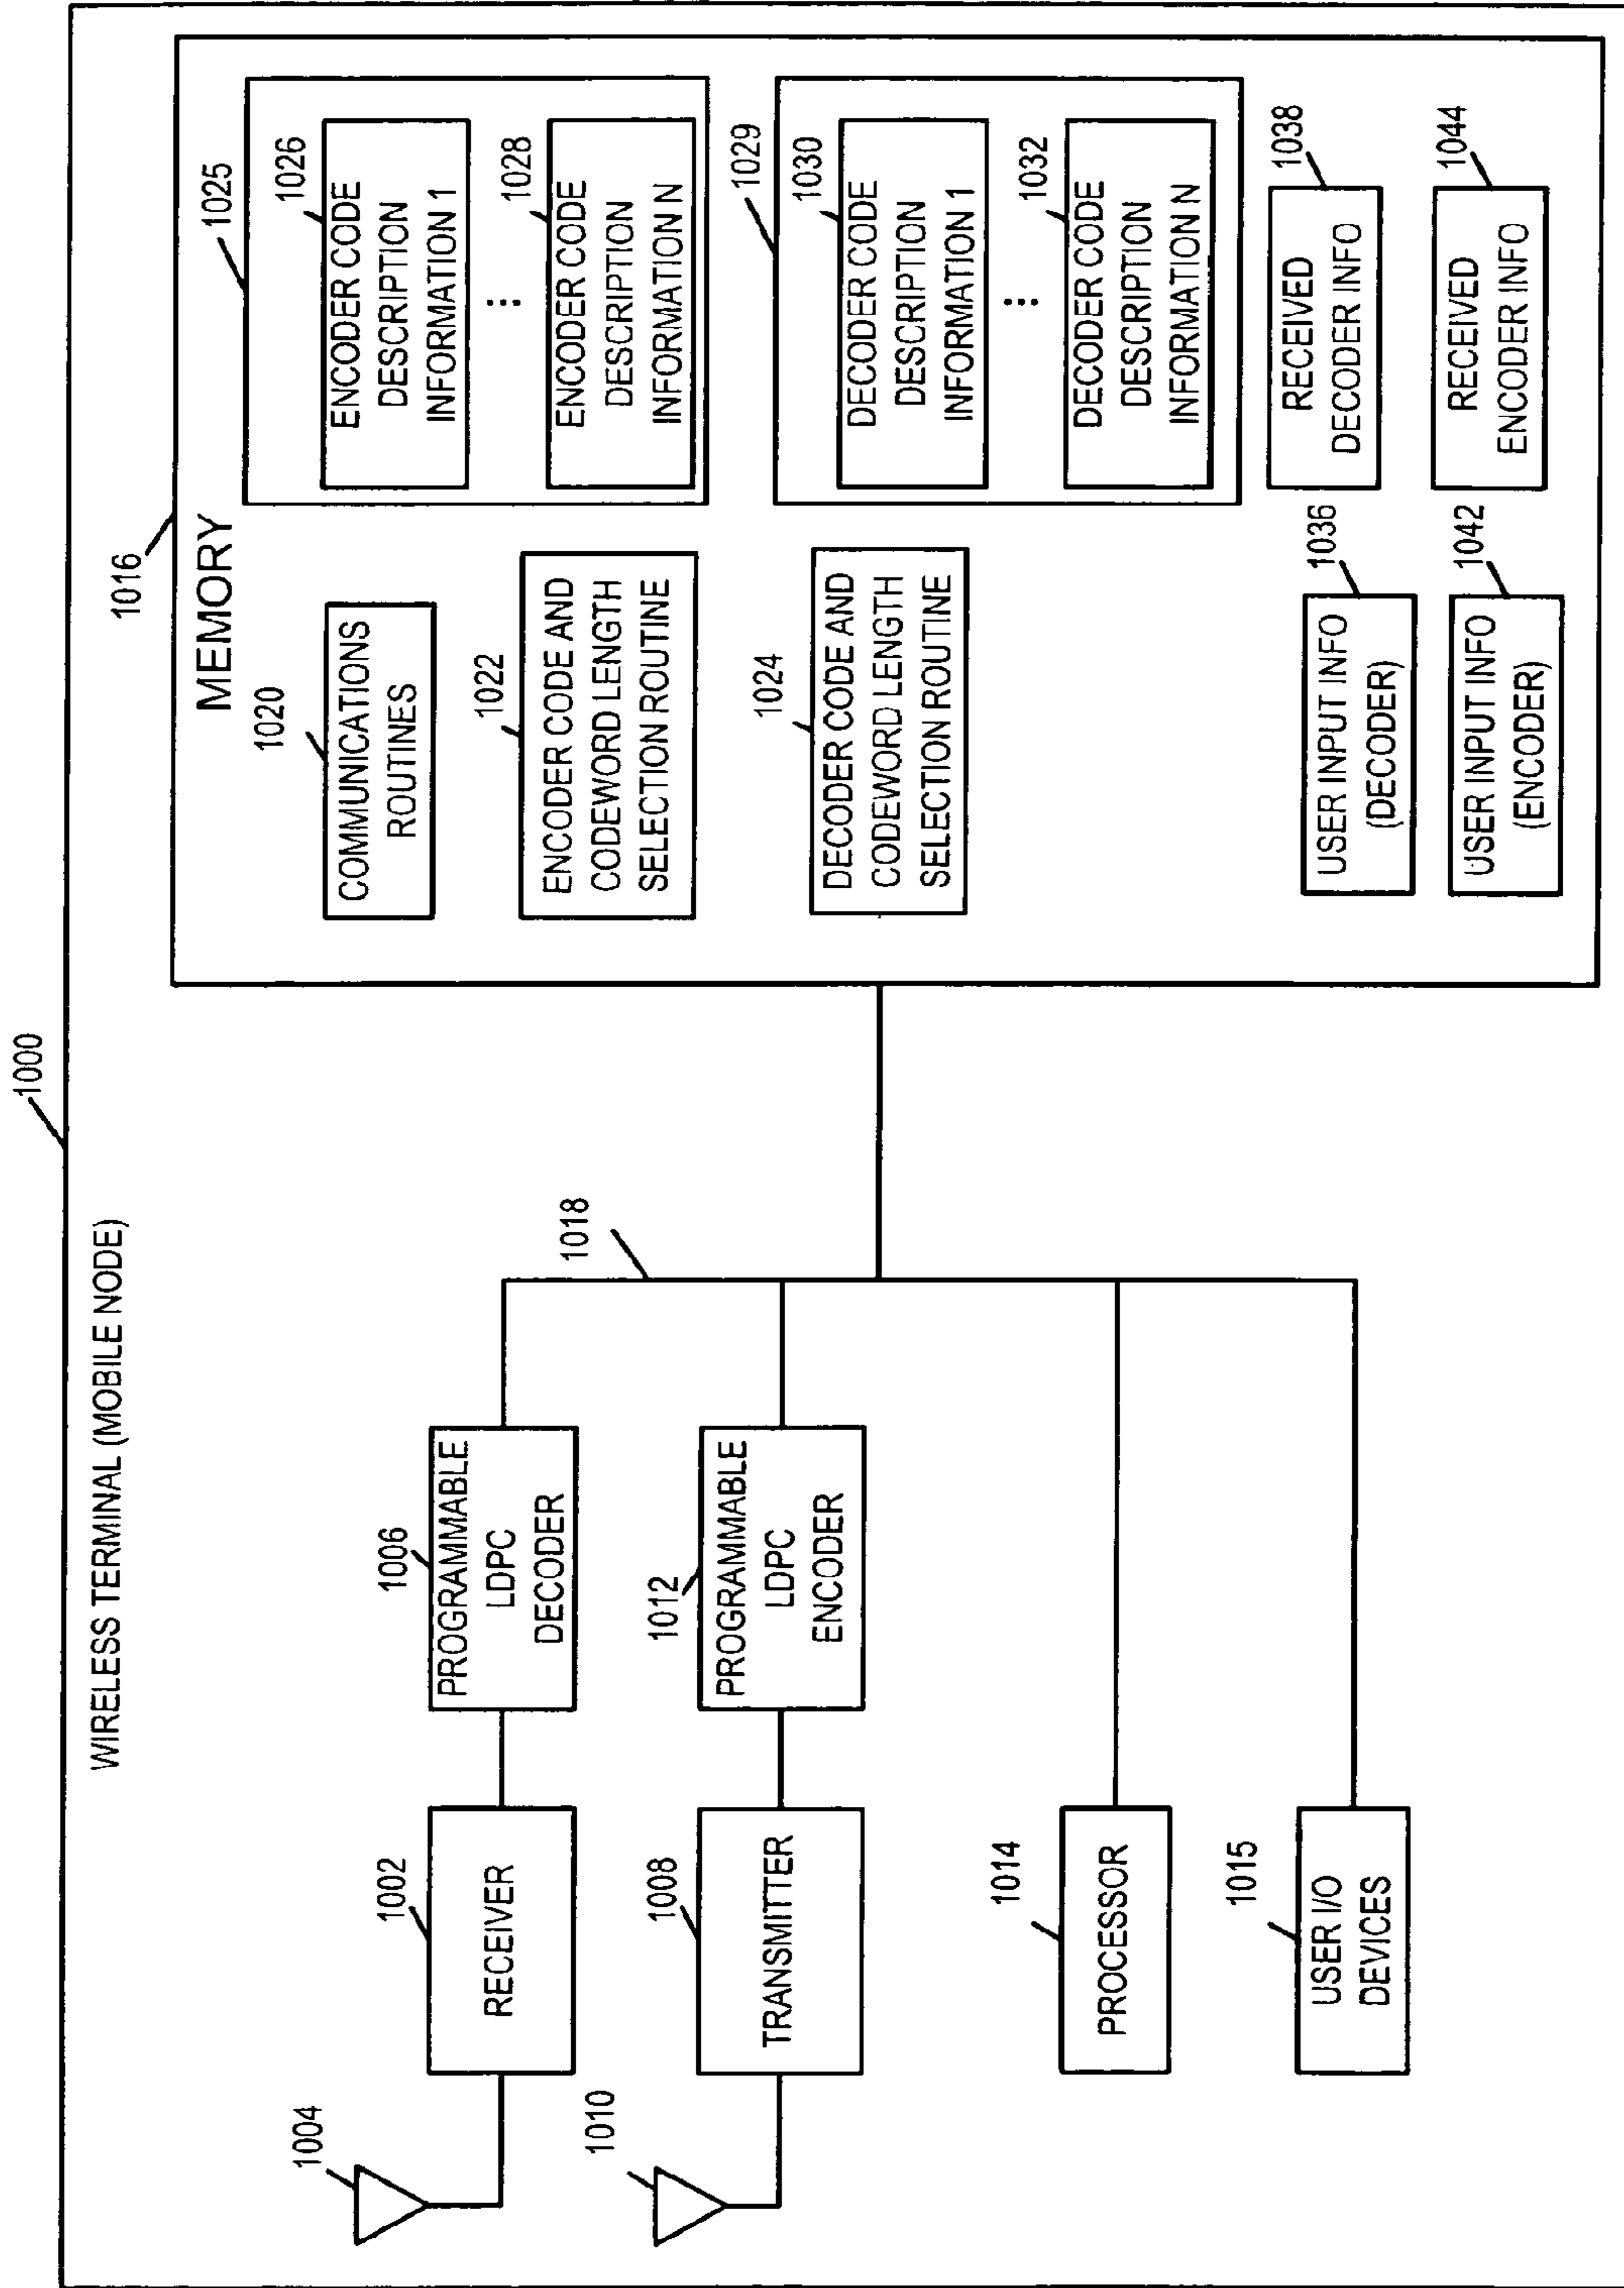 1000
WIRELESS TERMINAL (MOBILE NODE)
1004
1002
RECEIVER
1006
PROGRAMMABLE
LDPC
DECODER
1010
1008
TRANSMITTER
1012
PROGRAMMABLE
LDPC
ENCODER
1014
PROCESSOR
1015
USER I/O
DEVICES
1018
1016
MEMORY
1020
COMMUNICATIONS
ROUTINES
1022
ENCODER CODE AND
CODEWORD LENGTH
SELECTION ROUTINE
1024
DECODER CODE AND
CODEWORD LENGTH
SELECTION ROUTINE
1025
1026
ENCODER CODE
DESCRIPTION
INFORMATION 1
⋮
1028
ENCODER CODE
DESCRIPTION
INFORMATION N
1029
1030
DECODER CODE
DESCRIPTION
INFORMATION 1
⋮
1032
DECODER CODE
DESCRIPTION
INFORMATION N
1036
USER INPUT INFO
(DECODER)
1038
RECEIVED
DECODER INFO
1042
USER INPUT INFO
(ENCODER)
1044
RECEIVED
ENCODER INFO